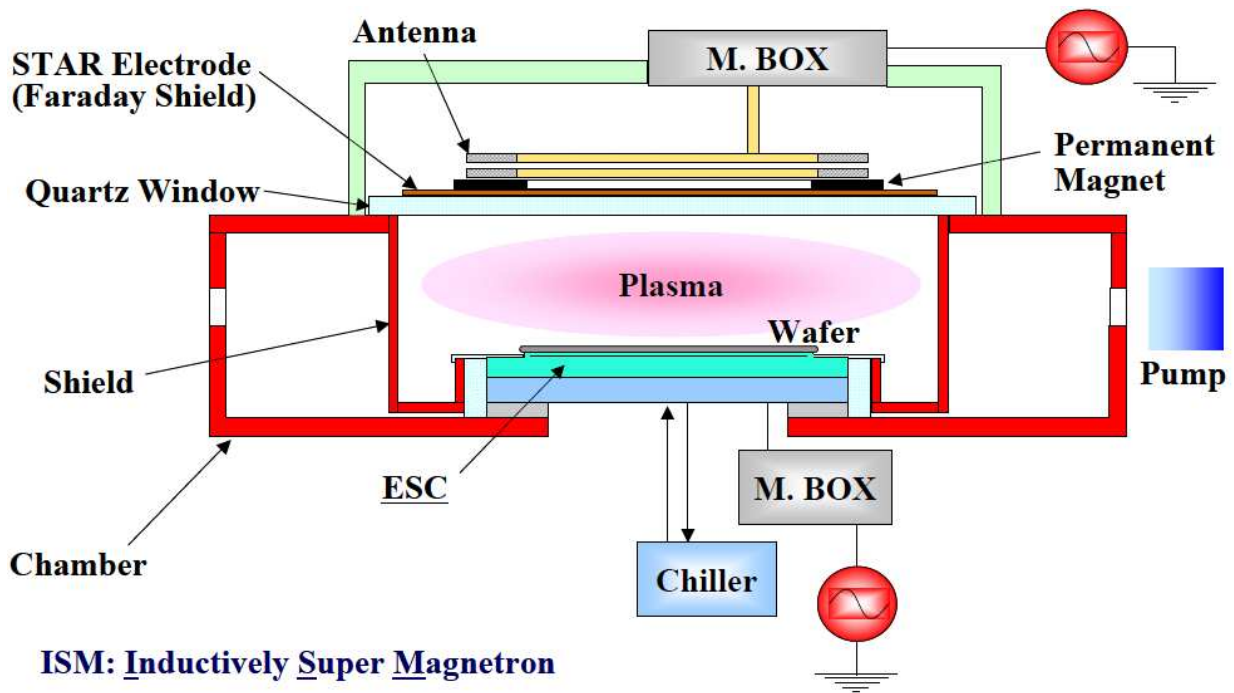 Antenna
M. BOX
STAR Electrode
(Faraday Shield)
Permanent
Magnet
Quartz Window
Plasma
Wafer
Shield
Pump
ESC
M. BOX
Chamber
Chiller
ISM: Inductively Super Magnetron